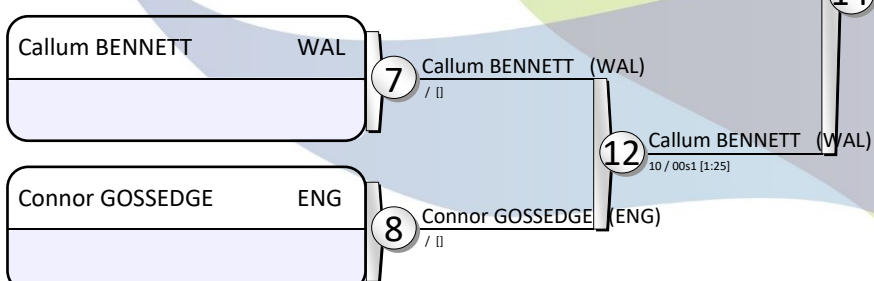 14
Callum BENNETT WAL
7
Callum BENNETT (WAL)
/ []
12
Callum BENNETT (WAL)
10 / 00s1 [1:25]
Connor GOSSEDGE ENG
8
Connor GOSSEDGE (ENG)
/ []